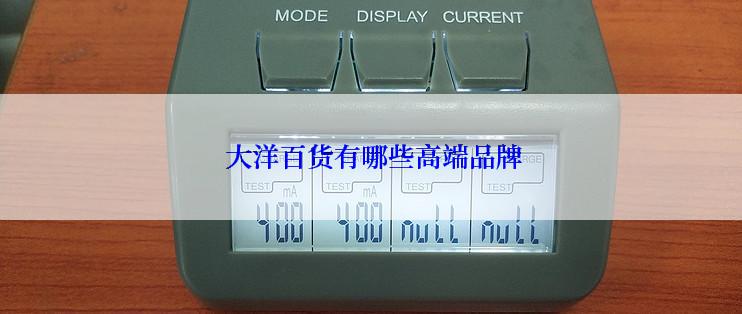 MODE DISPLAY CURRENT
大洋百货有哪些高端品牌
TEST TEST TEST TEST
mA mA
400 400 null null